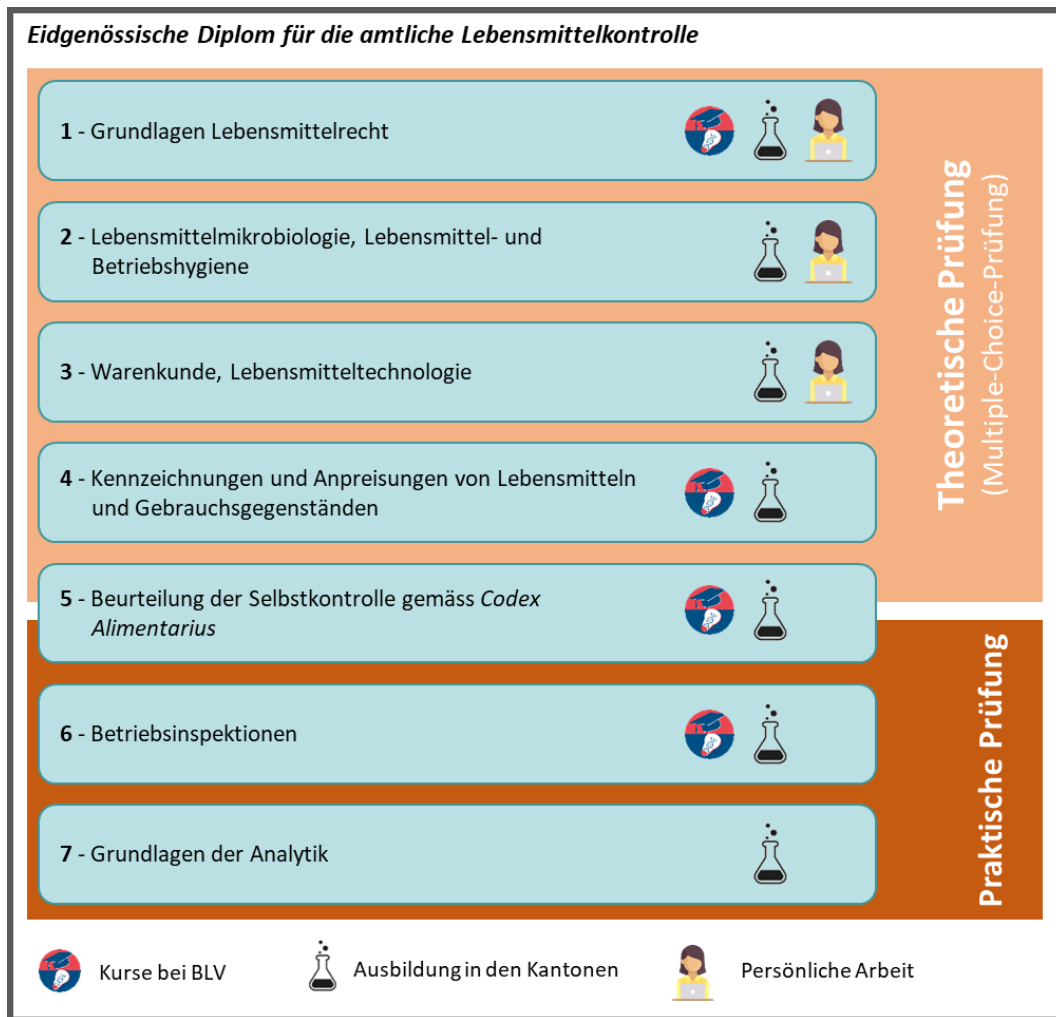 Eidgenössische Diplom für die amtliche Lebensmittelkontrolle
1 - Grundlagen Lebensmittelrecht
2 - Lebensmittelmikrobiologie, Lebensmittel- und
Betriebshygiene
3 - Warenkunde, Lebensmitteltechnologie
4 - Kennzeichnungen und Anpreisungen von Lebensmitteln
und Gebrauchsgegenständen
5 - Beurteilung der Selbstkontrolle gemäss Codex
Alimentarius
6 - Betriebsinspektionen
7 - Grundlagen der Analytik
Theoretische Prüfung
(Multiple-Choice-Prüfung)
Praktische Prüfung
Kurse bei BLV
Ausbildung in den Kantonen
Persönliche Arbeit